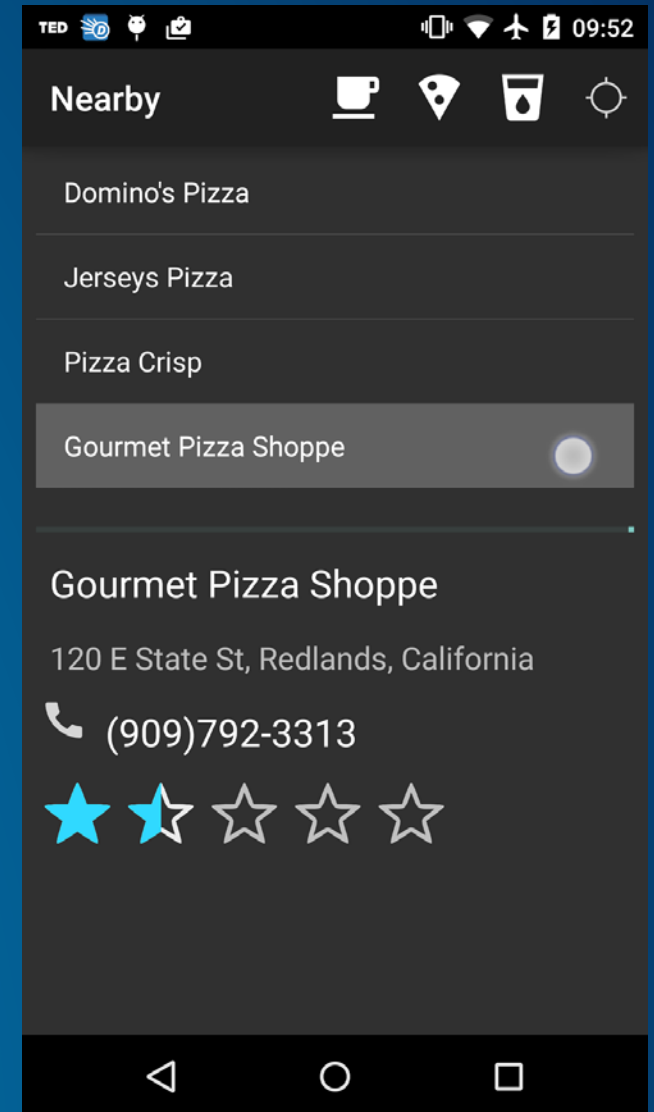 TED 09:52
Nearby
Domino's Pizza
Jerseys Pizza
Pizza Crisp
Gourmet Pizza Shoppe
Gourmet Pizza Shoppe
120 E State St, Redlands, California
(909)792-3313